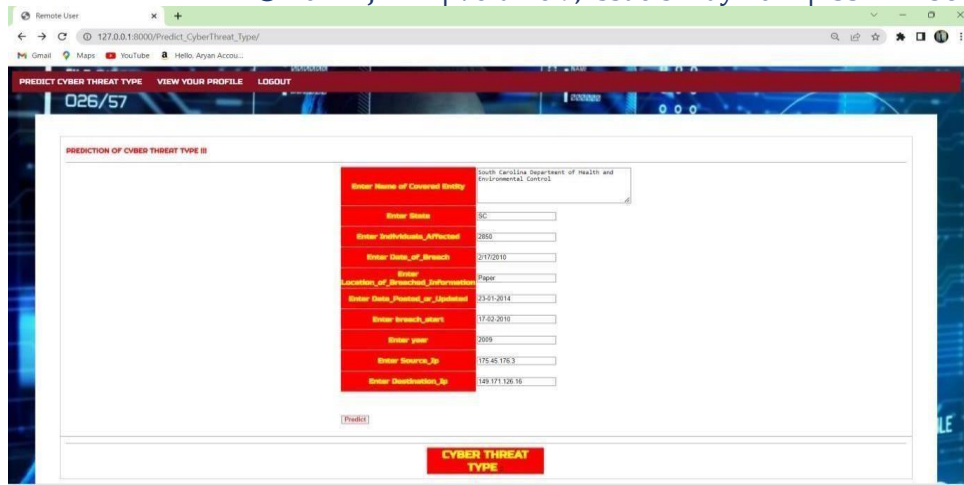 Remote User
127.0.0.1:8000/Predict_CyberThreat_Type/
Gmail Maps YouTube Hello, Aryan Accou...
PREDICT CYBER THREAT TYPE VIEW YOUR PROFILE LOGOUT
026/57
PREDICTION OF CYBER THREAT TYPE !!!
Enter Name of Covered Entity South Carolina Department of Health and
Environmental Control
Enter State SC
Enter Individuals_Affected 2850
Enter Date_of_Breach 2/17/2010
Enter
Location_of_Breached_Information Paper
Enter Date_Posted_or_Updated 23-01-2014
Enter breach_start 17-02-2010
Enter year 2009
Enter Source_Ip 175.45.176.3
Enter Destination_Ip 149.171.126.16
Predict
CYBER THREAT
TYPE